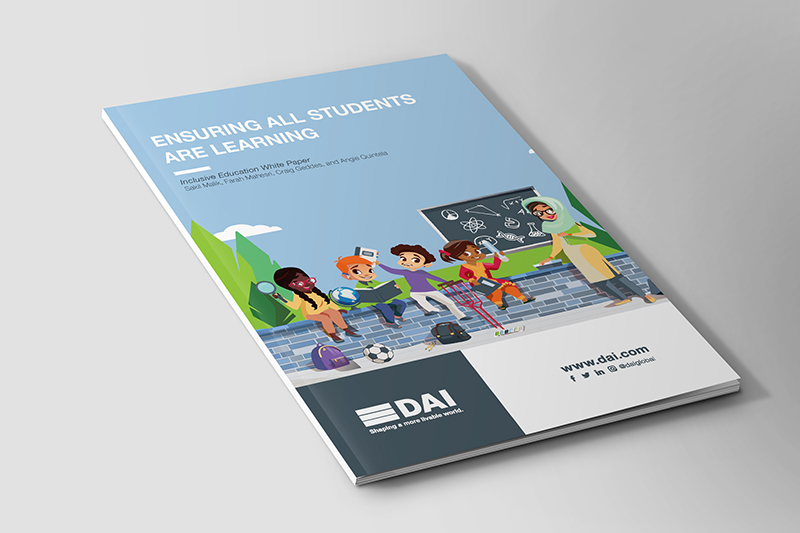 ENSURING ALL STUDENTS
ARE LEARNING
Inclusive Education White Paper
Sakil Malik, Farah Mahesri, Craig Geddes, and Angie Quintela
DAI
Shaping a more livable world.
www.dai.com
@daiglobal